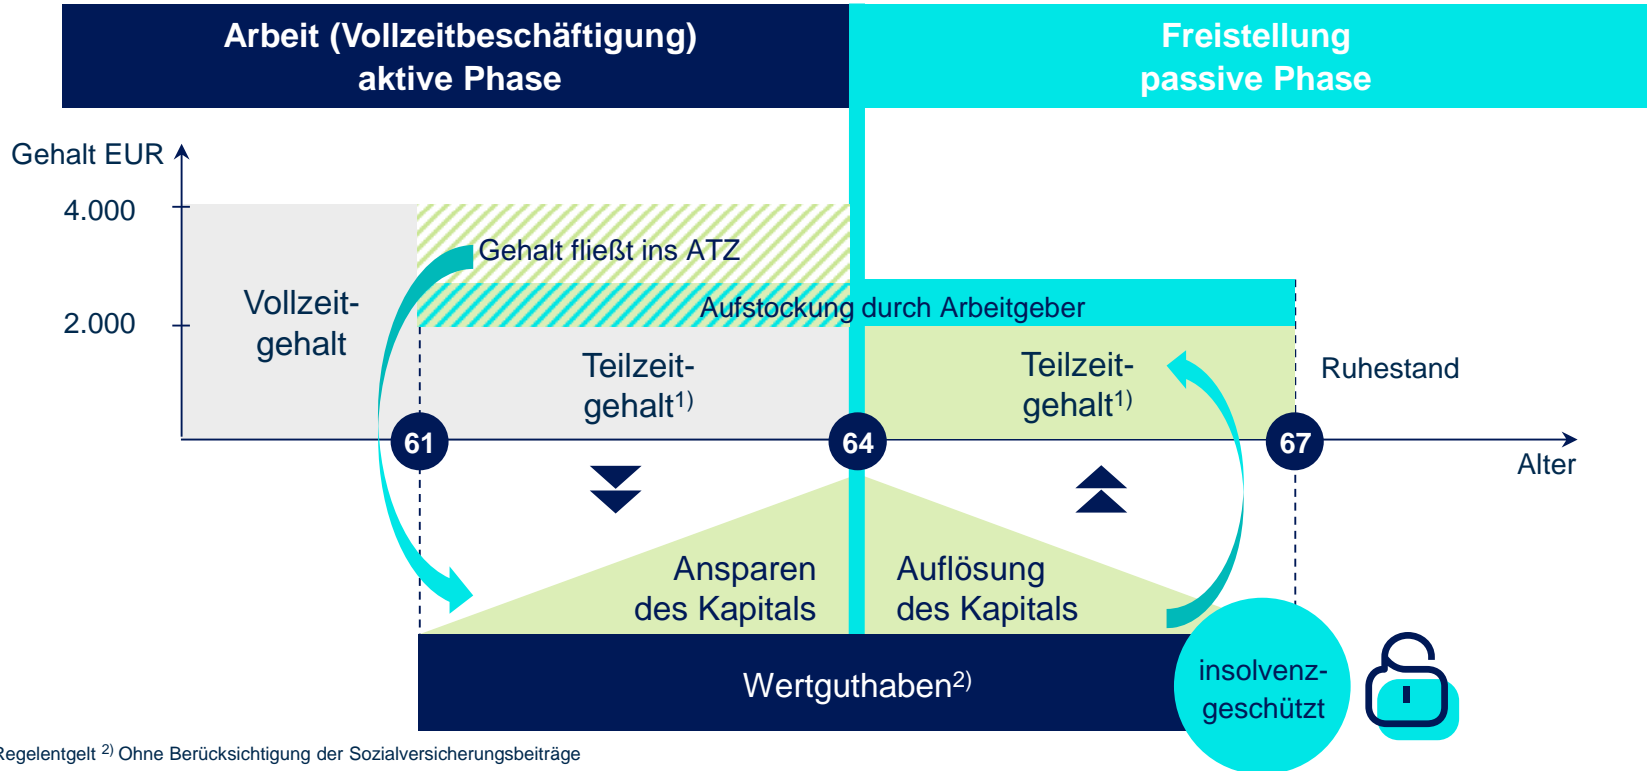 Arbeit (Vollzeitbeschäftigung)
aktive Phase
Freistellung
passive Phase
Gehalt EUR
4.000
2.000
Vollzeit-
gehalt
Gehalt fließt ins ATZ
Aufstockung durch Arbeitgeber
Teilzeit-
gehalt¹⁾
Teilzeit-
gehalt¹⁾
Ruhestand
61
64
67
Alter
Ansparen
des Kapitals
Auflösung
des Kapitals
Wertguthaben²⁾
insolvenz-
geschützt
Regelentgelt ²⁾ Ohne Berücksichtigung der Sozialversicherungsbeiträge